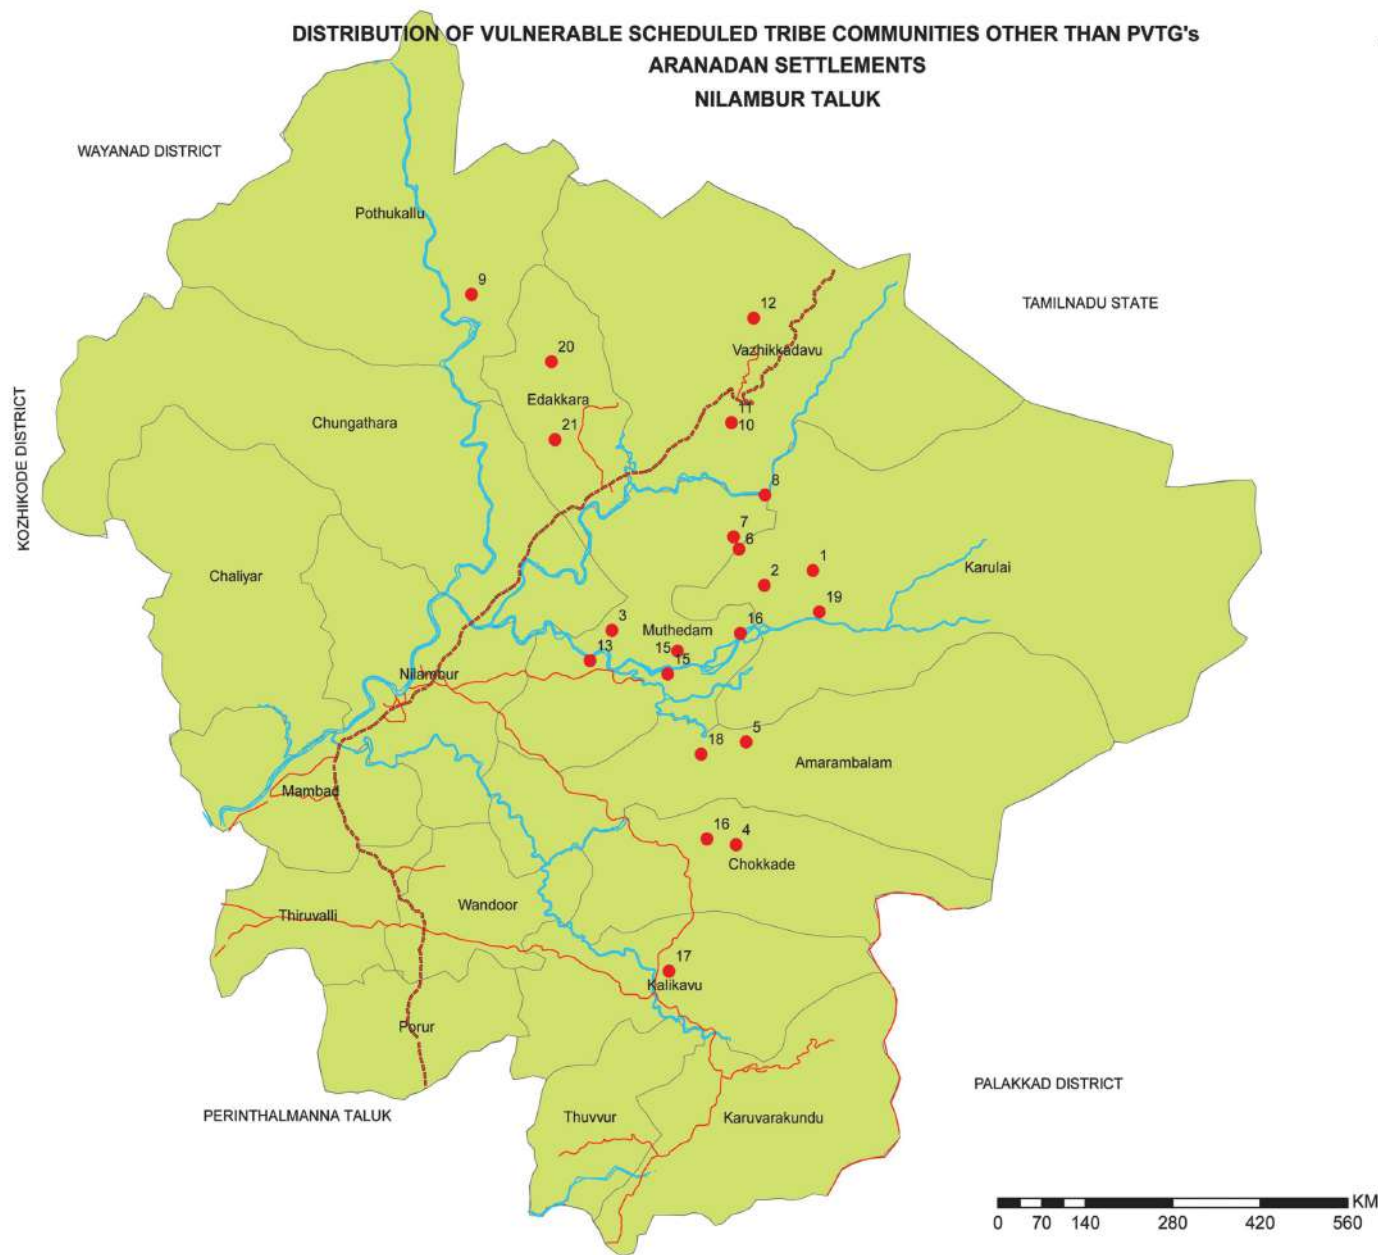 DISTRIBUTION OF VULNERABLE SCHEDULED TRIBE COMMUNITIES OTHER THAN PVTG's
ARANADAN SETTLEMENTS
NILAMBUR TALUK
WAYANAD DISTRICT
Pothukallu
9
12
TAMILNADU STATE
20
Vazhikkadavu
KOZHIKODE DISTRICT
Edakkara
Chungathara
11
10
21
8
7
6
1
2
Karulai
Chaliyar
19
3
Muthedam
16
13
15
15
Nilambur
18
5
Amarambalam
Mambad
16
4
Chokkade
Wandoor
Thiruvalli
17
Kalikavu
Porur
PALAKKAD DISTRICT
PERINTHALMANNA TALUK
Thuvvur
Karuvarakundu
KM
0 70 140 280 420 560